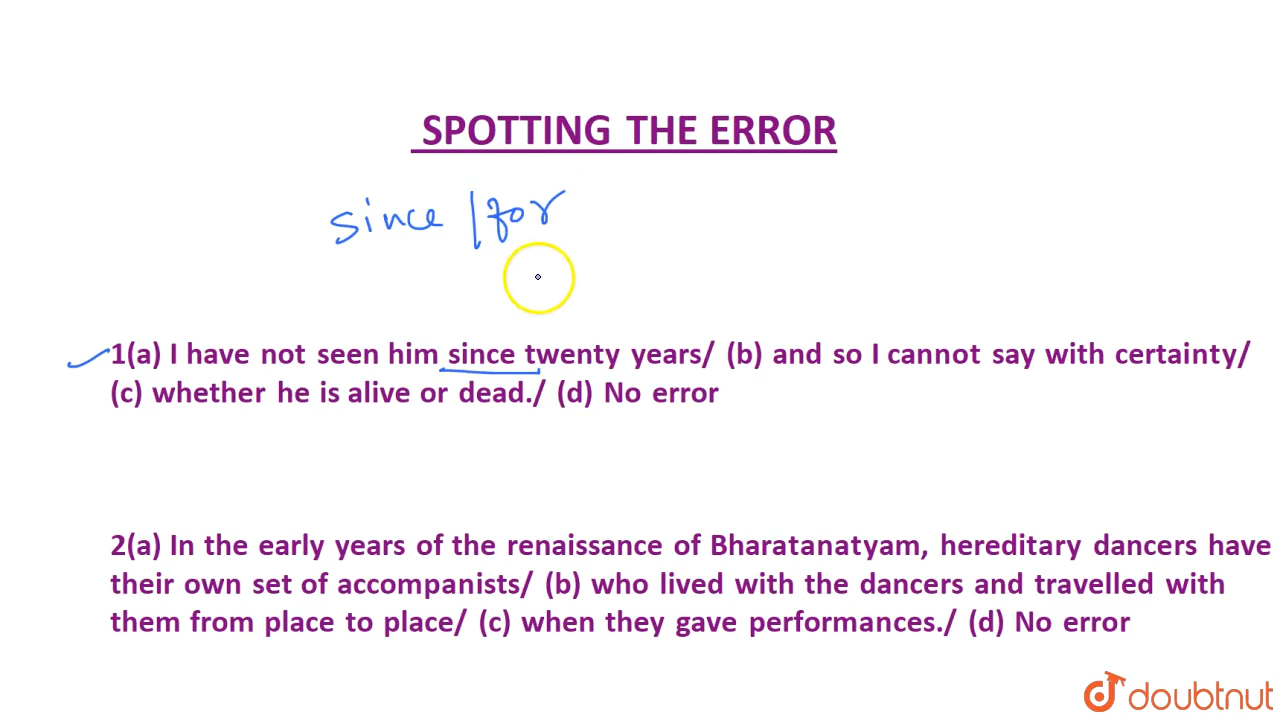 SPOTTING THE ERROR
since / for
1(a) I have not seen him since twenty years/ (b) and so I cannot say with certainty/
(c) whether he is alive or dead./ (d) No error
2(a) In the early years of the renaissance of Bharatanatyam, hereditary dancers have
their own set of accompanists/ (b) who lived with the dancers and travelled with
them from place to place/ (c) when they gave performances./ (d) No error
doubtnut